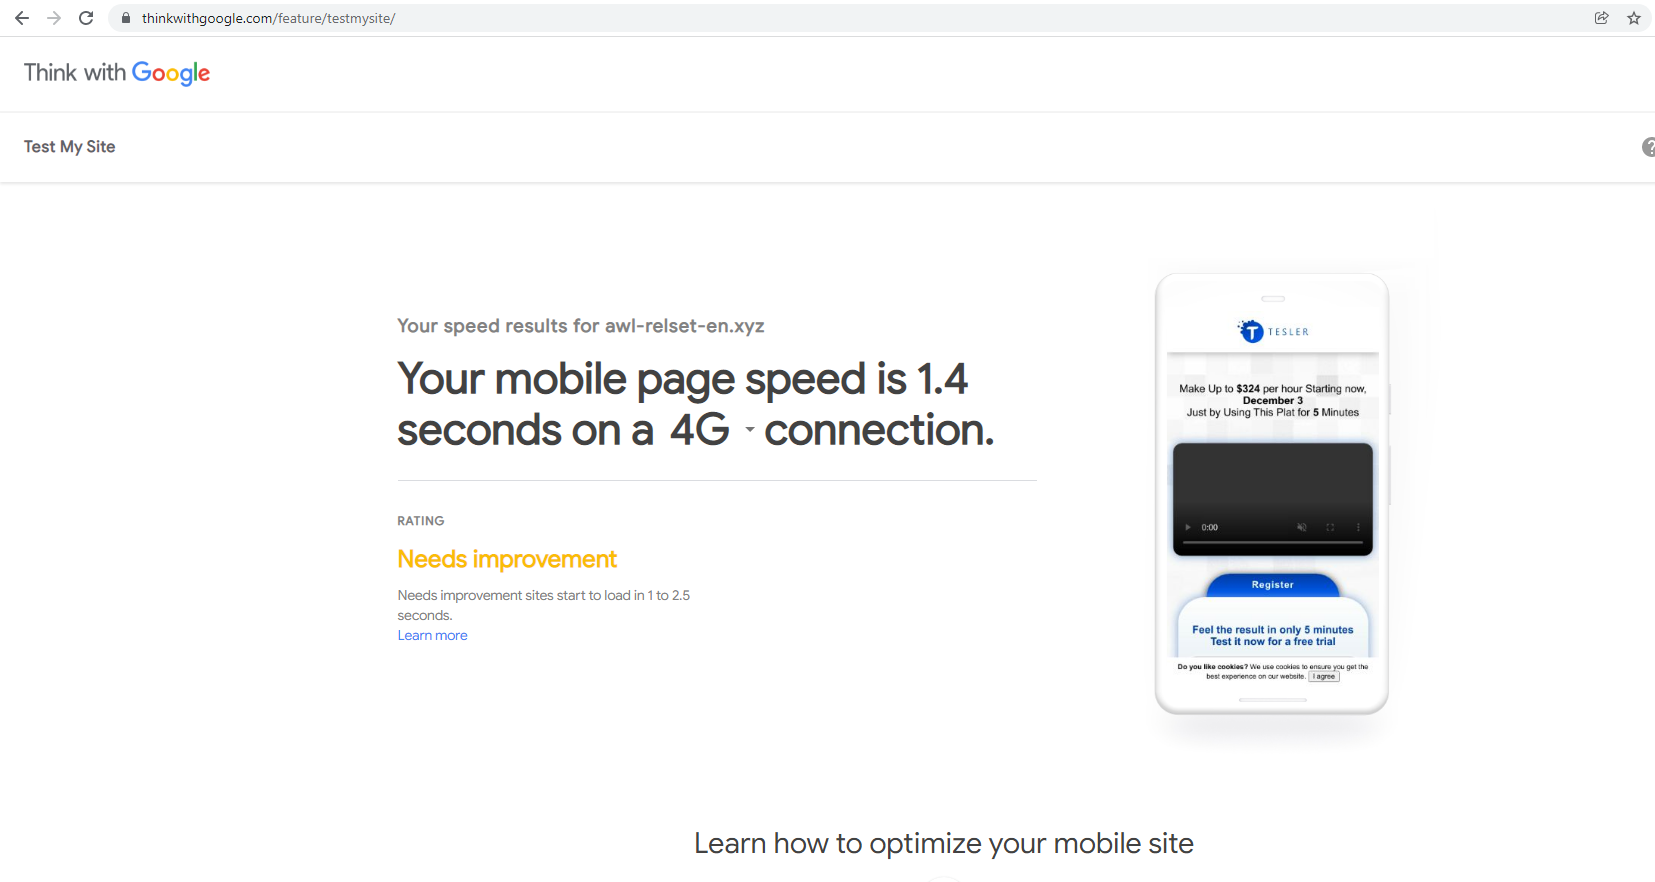 thinkwithgoogle.com/feature/testmysite/
Think with Google
Test My Site
?
Your speed results for awl-relset-en.xyz
Your mobile page speed is 1.4
seconds on a 4G connection.
RATING
Needs improvement
Needs improvement sites start to load in 1 to 2.5
seconds.
Learn more
T TESLER
Make Up to $324 per hour Starting now,
December 3
Just by Using This Plat for 5 Minutes
0:00
Register
Feel the result in only 5 minutes
Test it now for a free trial
Do you like cookies? We use cookies to ensure you get the
best experience on our website. I agree
Learn how to optimize your mobile site